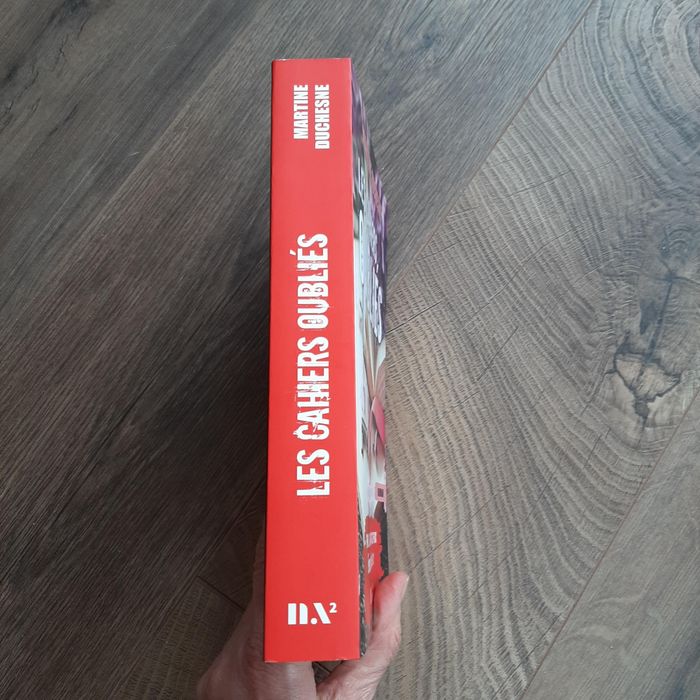 MARTINE
DUCHESNE
LES CAHIERS OUBLIÉS
n.x²